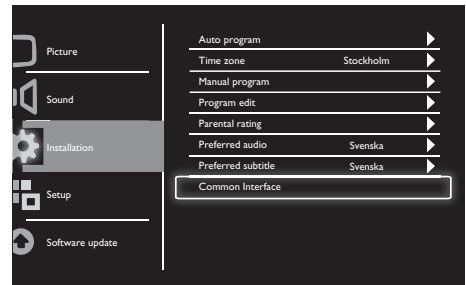 Picture
Sound
Installation
Setup
Software update
Auto program
Time zone Stockholm
Manual program
Program edit
Parental rating
Preferred audio Svenska
Preferred subtitle Svenska
Common Interface